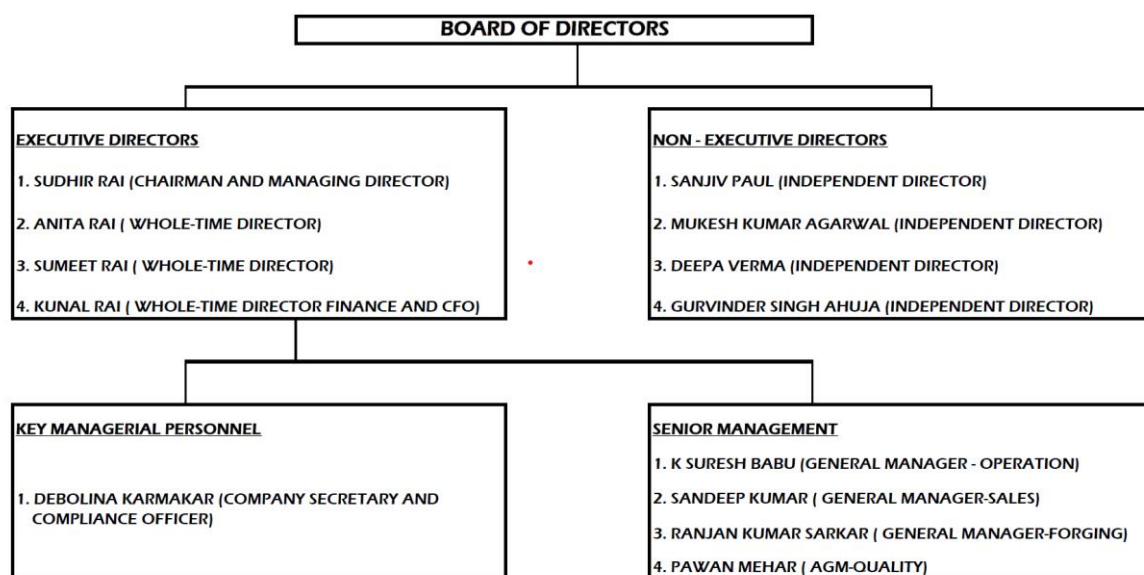 BOARD OF DIRECTORS
EXECUTIVE DIRECTORS
1. SUDHIR RAI (CHAIRMAN AND MANAGING DIRECTOR)
2. ANITA RAI ( WHOLE-TIME DIRECTOR)
3. SUMEET RAI ( WHOLE-TIME DIRECTOR)
4. KUNAL RAI ( WHOLE-TIME DIRECTOR FINANCE AND CFO)
NON - EXECUTIVE DIRECTORS
1. SANJIV PAUL (INDEPENDENT DIRECTOR)
2. MUKESH KUMAR AGARWAL (INDEPENDENT DIRECTOR)
3. DEEPA VERMA (INDEPENDENT DIRECTOR)
4. GURVINDER SINGH AHUJA (INDEPENDENT DIRECTOR)
KEY MANAGERIAL PERSONNEL
1. DEBOLINA KARMAKAR (COMPANY SECRETARY AND
COMPLIANCE OFFICER)
SENIOR MANAGEMENT
1. K SURESH BABU (GENERAL MANAGER - OPERATION)
2. SANDEEP KUMAR ( GENERAL MANAGER-SALES)
3. RANJAN KUMAR SARKAR ( GENERAL MANAGER-FORGING)
4. PAWAN MEHAR ( AGM-QUALITY)